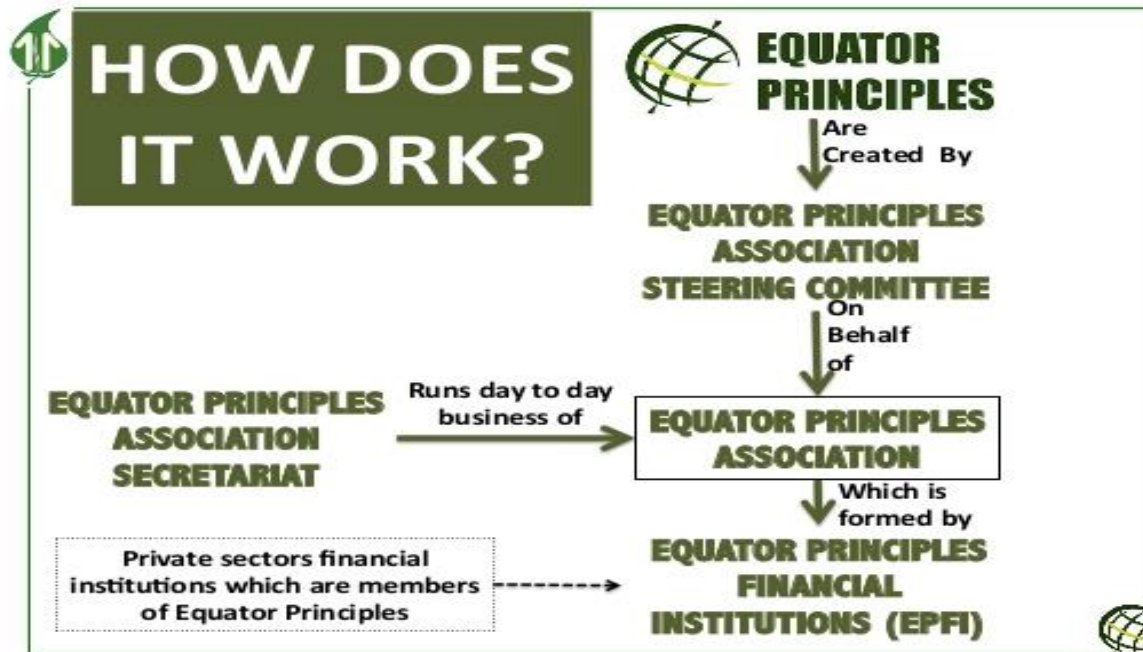 HOW DOES
IT WORK?
EQUATOR
PRINCIPLES
Are
Created By
EQUATOR PRINCIPLES
ASSOCIATION
STEERING COMMITTEE
On
Behalf
of
EQUATOR PRINCIPLES
ASSOCIATION
SECRETARIAT
Runs day to day
business of
EQUATOR PRINCIPLES
ASSOCIATION
Which is
formed by
Private sectors financial
institutions which are members
of Equator Principles
EQUATOR PRINCIPLES
FINANCIAL
INSTITUTIONS (EPFI)